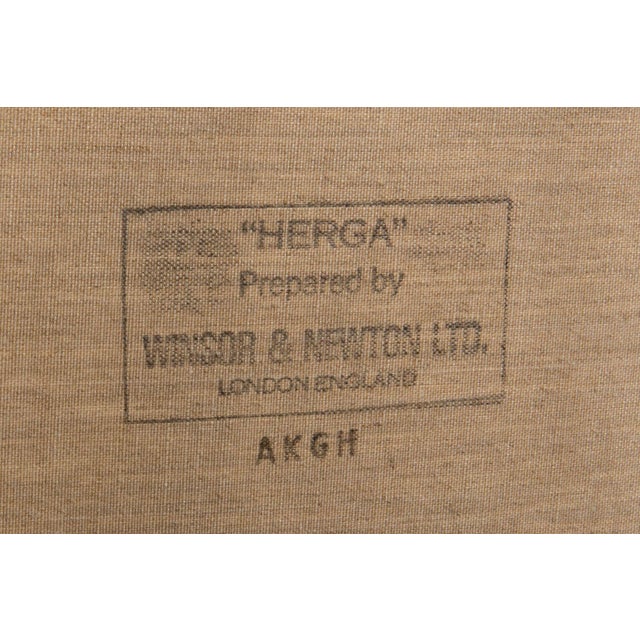 "HERGA"
Prepared by
WINSOR & NEWTON LTD.
LONDON ENGLAND
AKGH